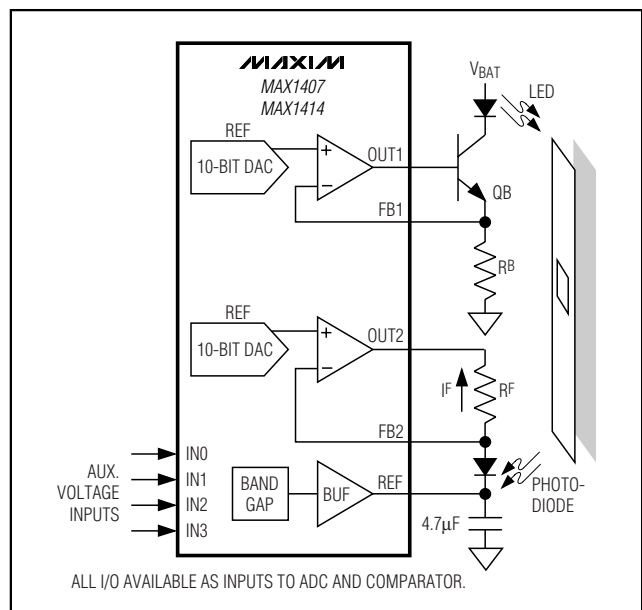 MAXIM
MAX1407
MAX1414
VBAT
LED
REF
10-BIT DAC
+
−
OUT1
QB
FB1
RB
REF
10-BIT DAC
+
−
OUT2
IF
RF
FB2
IN0
IN1
IN2
IN3
AUX.
VOLTAGE
INPUTS
BAND
GAP
BUF
REF
PHOTO-
DIODE
4.7µF
ALL I/O AVAILABLE AS INPUTS TO ADC AND COMPARATOR.